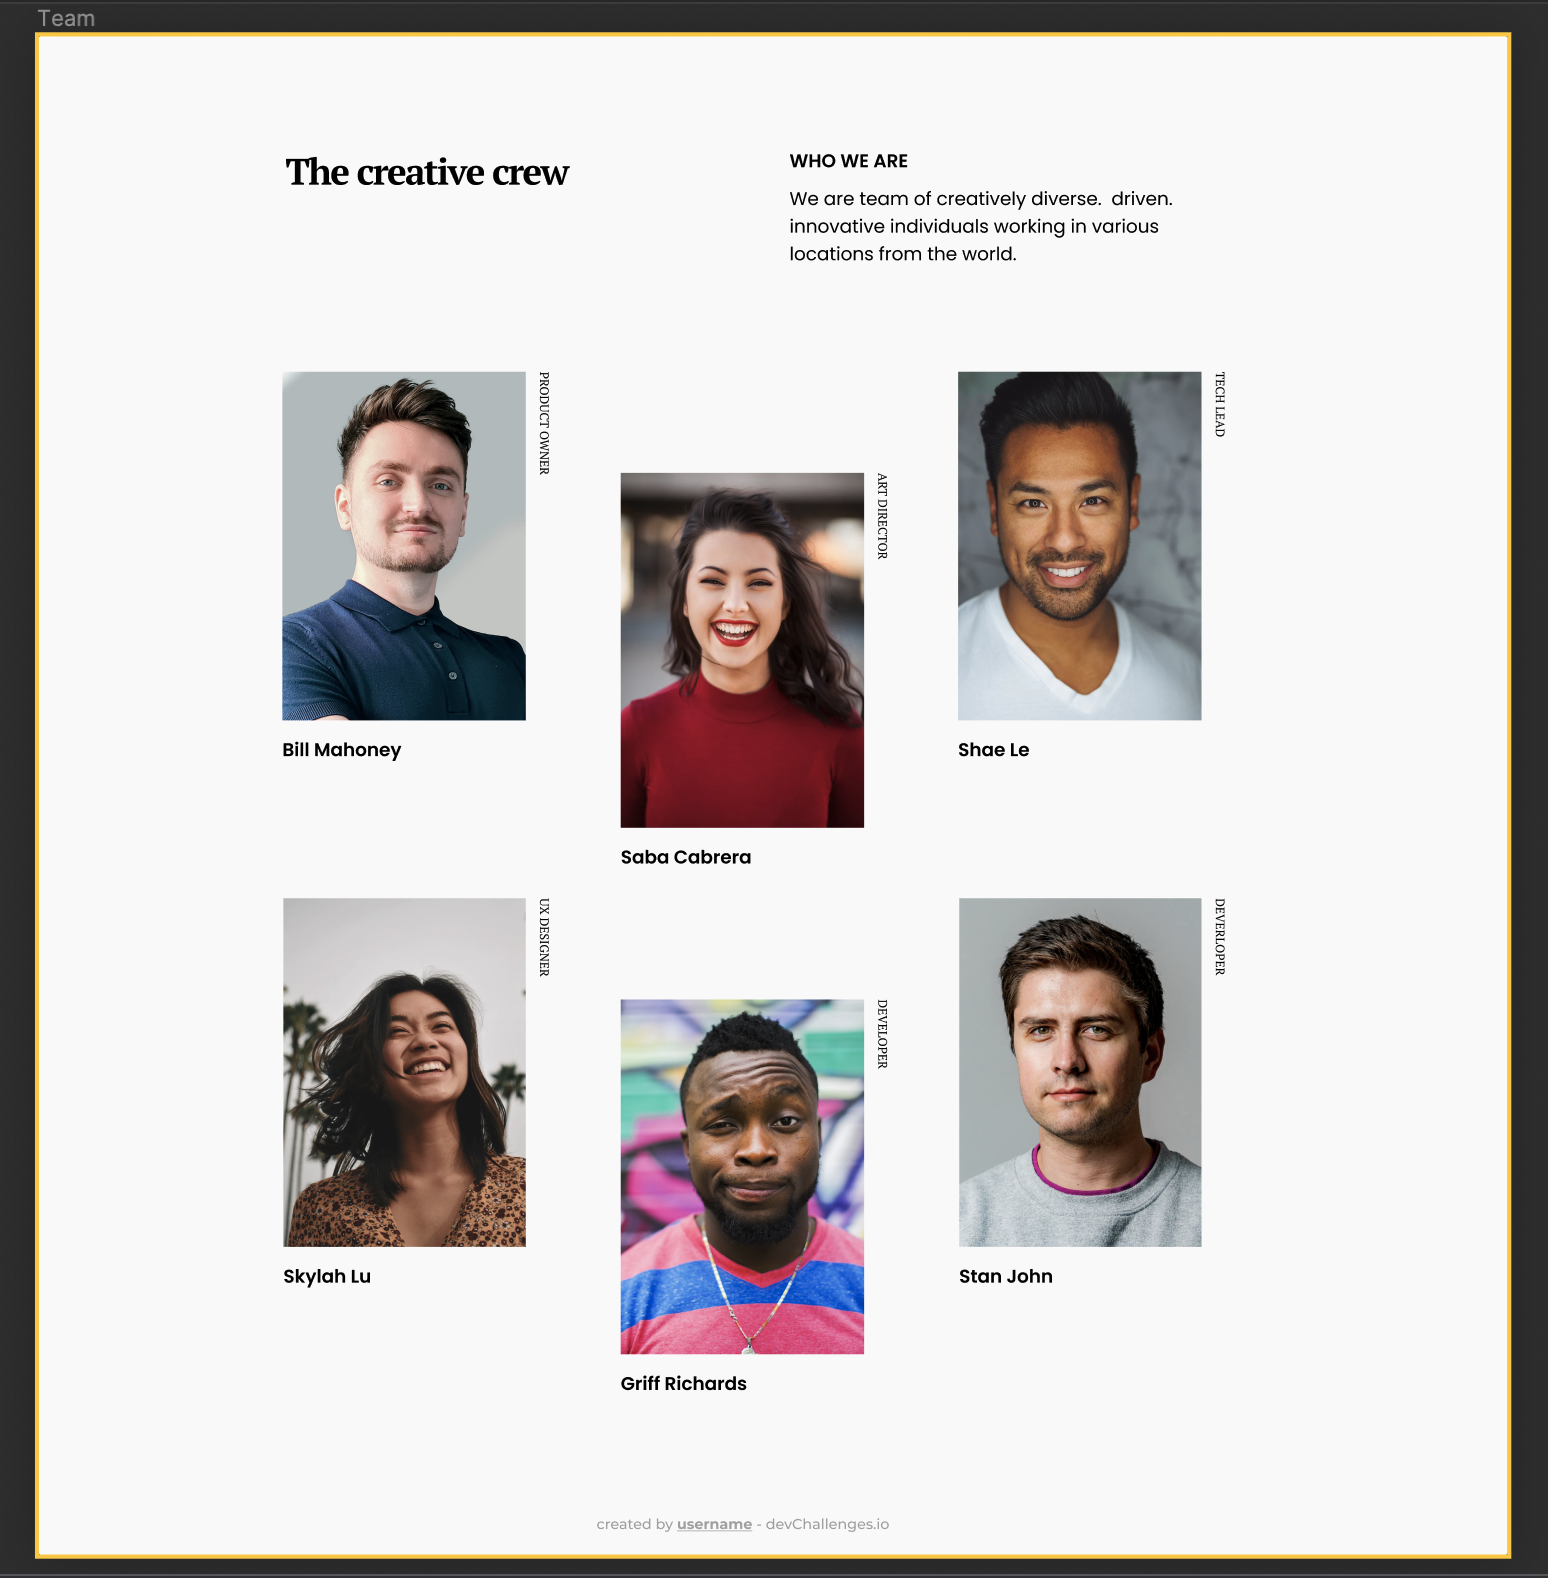 Team
The creative crew
WHO WE ARE
We are team of creatively diverse.  driven.
innovative individuals working in various
locations from the world.
PRODUCT OWNER
Bill Mahoney
ART DIRECTOR
Saba Cabrera
TECH LEAD
Shae Le
UX DESIGNER
Skylah Lu
DEVELOPER
Griff Richards
DEVERLOPER
Stan John
created by username - devChallenges.io